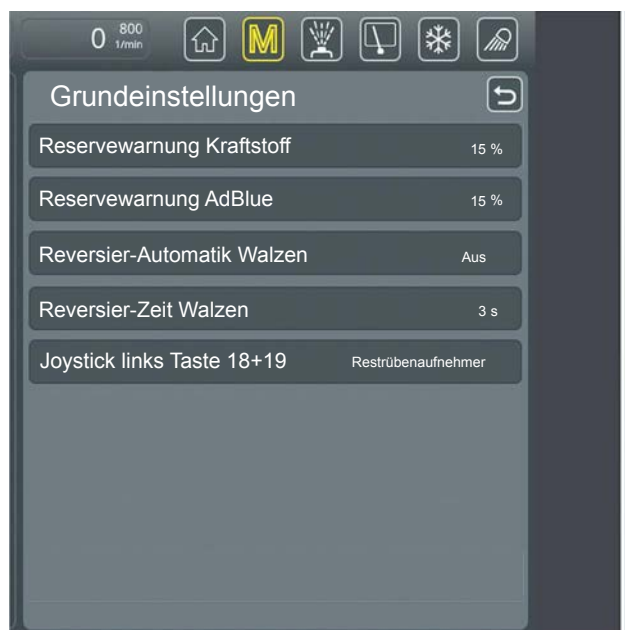 0 800 1/min M
Grundeinstellungen
Reservewarnung Kraftstoff 15 %
Reservewarnung AdBlue 15 %
Reversier-Automatik Walzen Aus
Reversier-Zeit Walzen 3 s
Joystick links Taste 18+19 Restrübenaufnehmer